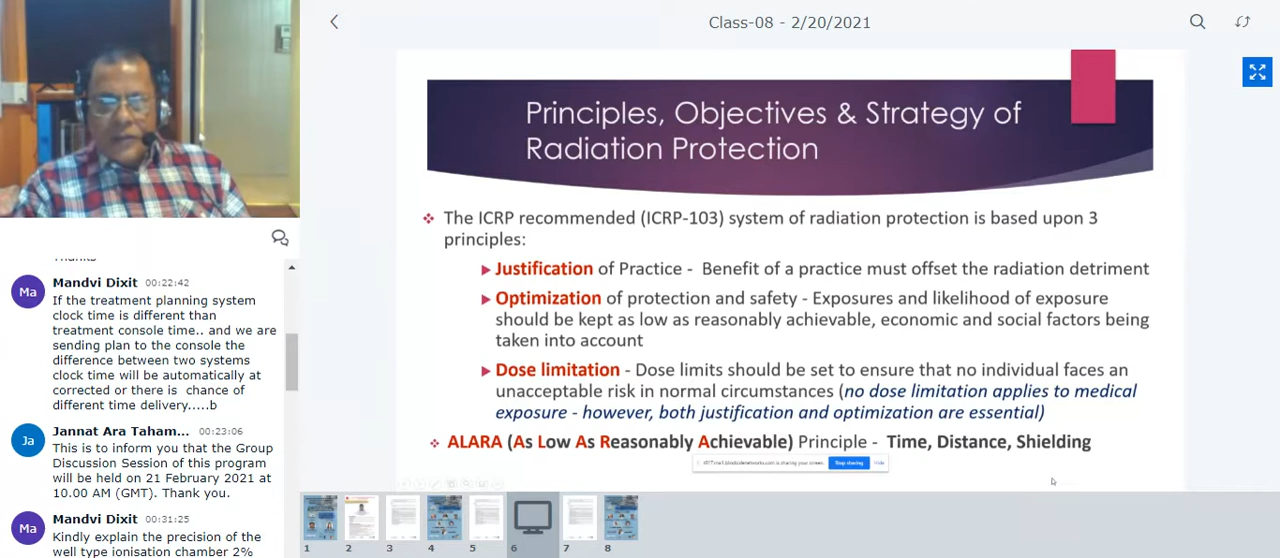 Class-08 - 2/20/2021
Principles, Objectives & Strategy of
Radiation Protection
The ICRP recommended (ICRP-103) system of radiation protection is based upon 3
principles:
Justification of Practice - Benefit of a practice must offset the radiation detriment
Optimization of protection and safety - Exposures and likelihood of exposure
should be kept as low as reasonably achievable, economic and social factors being
taken into account
Dose limitation - Dose limits should be set to ensure that no individual faces an
unacceptable risk in normal circumstances (no dose limitation applies to medical
exposure - however, both justification and optimization are essential)
ALARA (As Low As Reasonably Achievable) Principle - Time, Distance, Shielding
Stop sharing
Hide
Thanks
Ma
Mandvi Dixit 00:22:42
If the treatment planning system
clock time is different than
treatment console time.. and we are
sending plan to the console the
difference between two systems
clock time will be automatically at
corrected or there is chance of
different time delivery.....b
Ja
Jannat Ara Taham... 00:23:06
This is to inform you that the Group
Discussion Session of this program
will be held on 21 February 2021 at
10.00 AM (GMT). Thank you.
Ma
Mandvi Dixit 00:31:25
Kindly explain the precision of the
well type ionisation chamber 2%
1 2 3 4 5 6 7 8